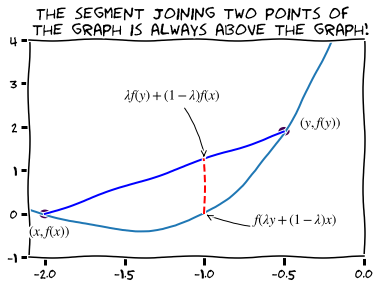 THE SEGMENT JOINING TWO POINTS OF
THE GRAPH IS ALWAYS ABOVE THE GRAPH!
4
λf(y) + (1 − λ)f(x)
3
(y, f(y))
2
1
0
(x, f(x))
f(λy + (1 − λ)x)
-1
-2.0 -1.5 -1.0 -0.5 0.0